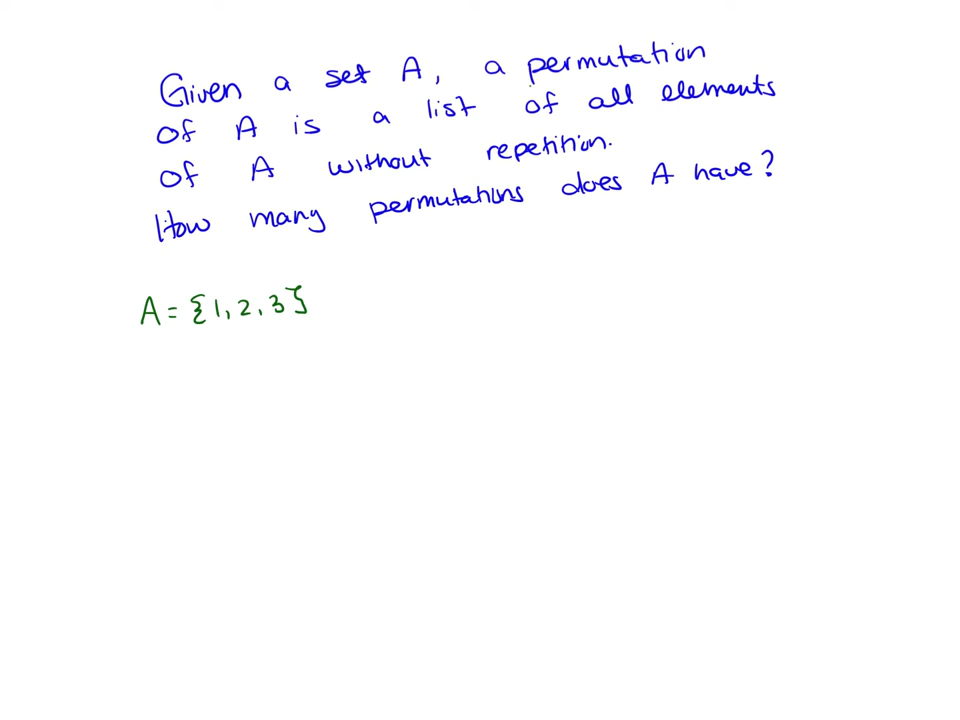 Given a set A, a permutation
of A is a list of all elements
of A without repetition.
How many permutations does A have?
A = {1, 2, 3}